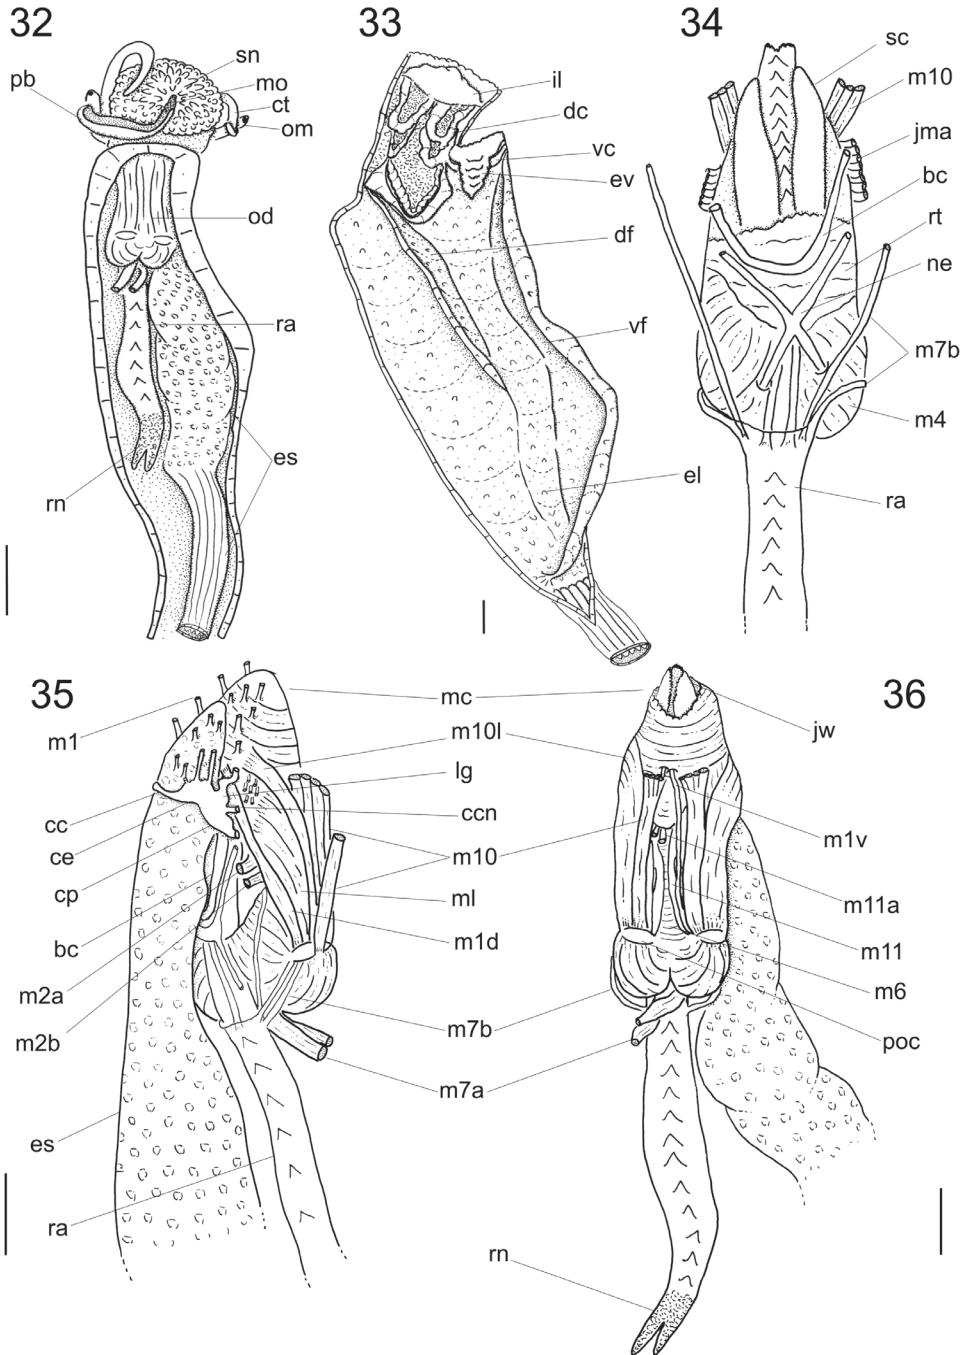 32
pb
sn
mo
ct
om
od
ra
es
rn
33
il
dc
vc
ev
df
vf
el
34
sc
m10
jma
bc
rt
ne
m7b
m4
ra
35
m1
cc
ce
cp
bc
m2a
m2b
es
ra
mc
m10l
lg
ccn
m10
ml
m1d
m7b
m7a
rn
36
jw
m1v
m11a
m11
m6
poc